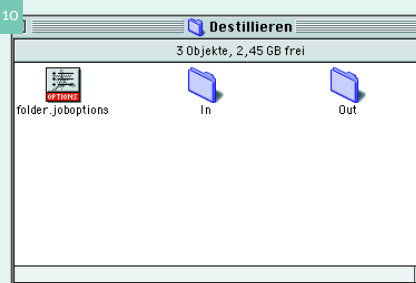 10
Destillieren
3 Objekte, 2,45 GB frei
OPTIONS
folder.joboptions
In
Out